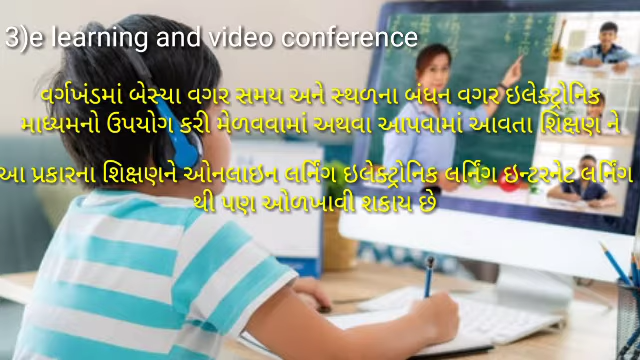 3)e learning and video conference
વર્ગખંડમાં બેસ્યા વગર સમય અને સ્થળના બંધન વગર ઇલેક્ટ્રોનિક
માધ્યમનો ઉપયોગ કરી મેળવવામાં અથવા આપવામાં આવતા શિક્ષણ ને
આ પ્રકારના શિક્ષણને ઓનલાઇન લર્નિંગ ઇલેક્ટ્રોનિક લર્નિંગ ઇન્ટરનેટ લર્નિંગ
થી પણ ઓળખાવી શકાય છે